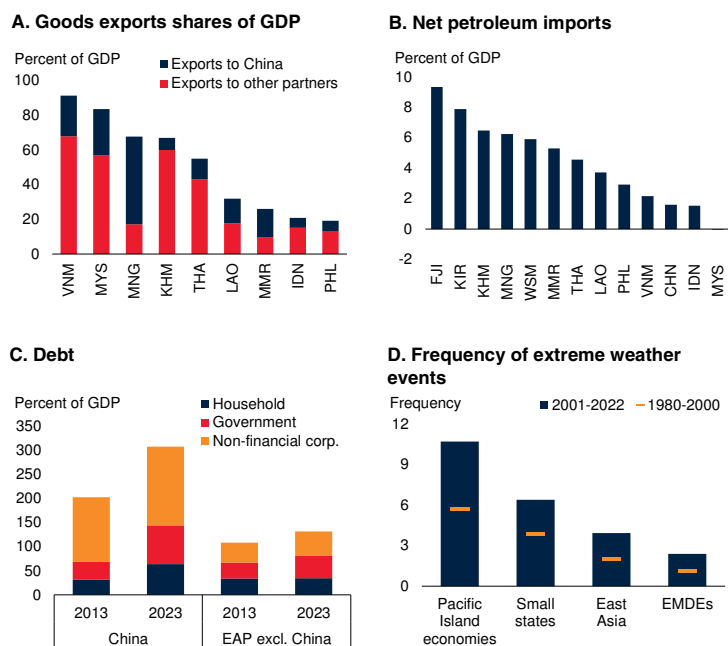 A. Goods exports shares of GDP
Percent of GDP
Exports to China
Exports to other partners
100
80
60
40
20
0
VNM
MYS
MNG
KHM
THA
LAO
MMR
IDN
PHL
B. Net petroleum imports
Percent of GDP
10
8
6
4
2
0
-2
FJI
KIR
KHM
MNG
WSM
MMR
THA
LAO
PHL
VNM
CHN
IDN
MYS
C. Debt
Percent of GDP
Household
Government
Non-financial corp.
350
300
250
200
150
100
50
0
2013 2023 2013 2023
China EAP excl. China
D. Frequency of extreme weather
events
Frequency
2001-2022 1980-2000
12
9
6
3
0
Pacific
Island
economies
Small
states
East
Asia
EMDEs